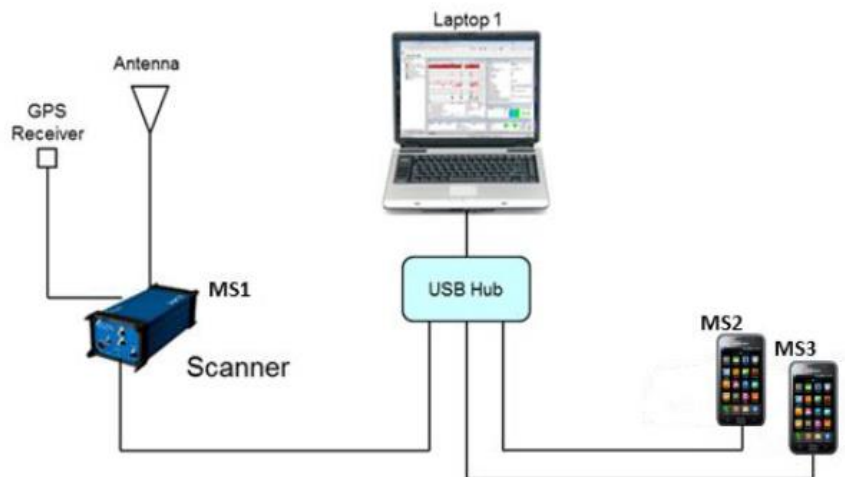 Laptop 1
Antenna
GPS
Receiver
MS1
USB Hub
Scanner
MS2
MS3